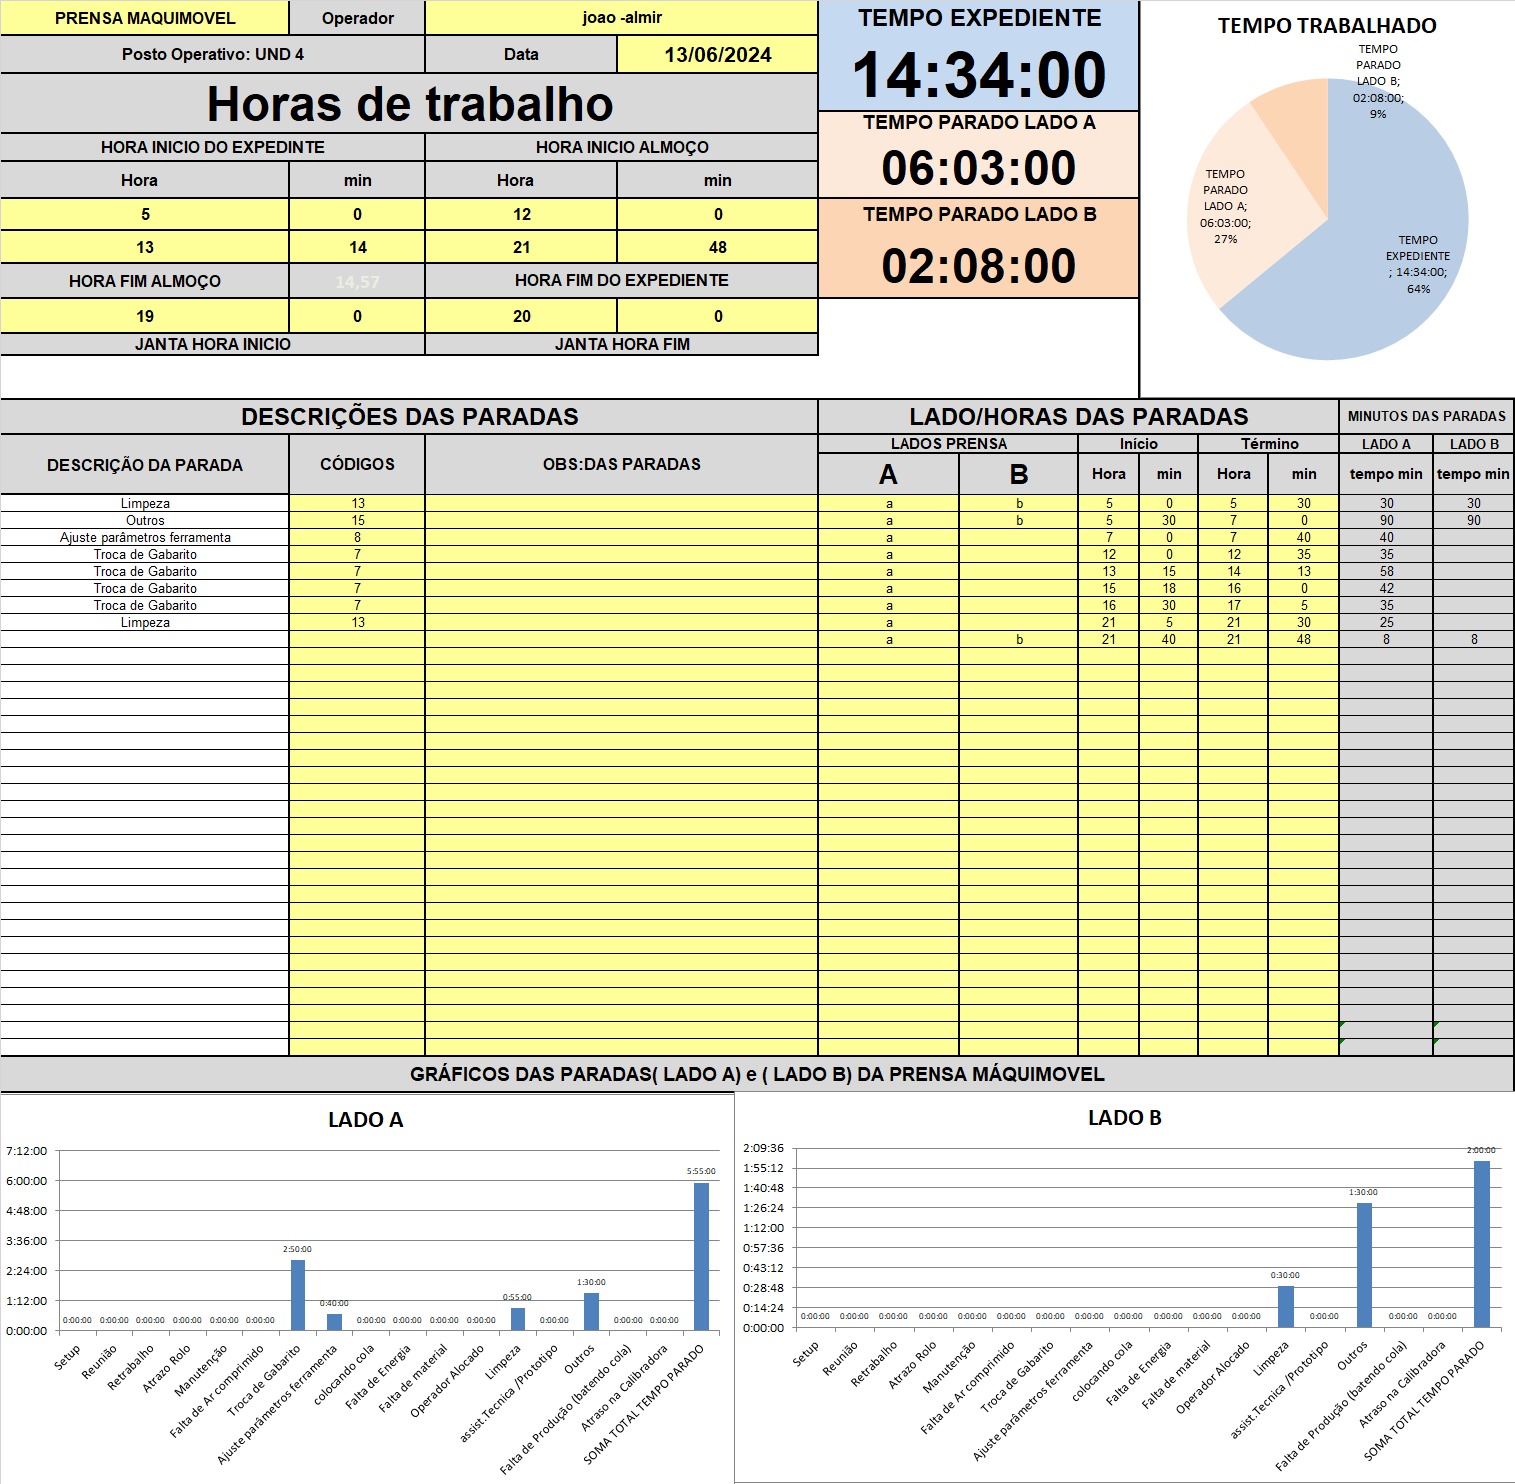 PRENSA MAQUIMOVEL Operador joao -almir
Posto Operativo: UND 4 Data 13/06/2024
Horas de trabalho
HORA INICIO DO EXPEDINTE HORA INICIO ALMOÇO
Hora min Hora min
5 0 12 0
13 14 21 48
HORA FIM ALMOÇO 14,57 HORA FIM DO EXPEDIENTE
19 0 20 0
JANTA HORA INICIO JANTA HORA FIM
TEMPO EXPEDIENTE
14:34:00
TEMPO PARADO LADO A
06:03:00
TEMPO PARADO LADO B
02:08:00
TEMPO TRABALHADO
TEMPO
PARADO
LADO B;
02:08:00;
9%
TEMPO
PARADO
LADO A;
06:03:00;
27%
TEMPO
EXPEDIENTE
; 14:34:00;
64%
DESCRIÇÕES DAS PARADAS LADO/HORAS DAS PARADAS MINUTOS DAS PARADAS
LADOS PRENSA Início Término LADO A LADO B
DESCRIÇÃO DA PARADA CÓDIGOS OBS:DAS PARADAS A B Hora min Hora min tempo min tempo min
Limpeza 13 a b 5 0 5 30 30 30
Outros 15 a b 5 30 7 0 90 90
Ajuste parâmetros ferramenta 8 a 7 0 7 40 40
Troca de Gabarito 7 a 12 0 12 35 35
Troca de Gabarito 7 a 13 15 14 13 58
Troca de Gabarito 7 a 15 18 16 0 42
Troca de Gabarito 7 a 16 30 17 5 35
Limpeza 13 a 21 5 21 30 25
a b 21 40 21 48 8 8
GRÁFICOS DAS PARADAS( LADO A) e ( LADO B) DA PRENSA MÁQUIMOVEL
LADO A
7:12:00
6:00:00
4:48:00
3:36:00
2:24:00
1:12:00
0:00:00
0:00:00 0:00:00 0:00:00 0:00:00 0:00:00 0:00:00 2:50:00 0:40:00 0:00:00 0:00:00 0:00:00 0:00:00 0:55:00 0:00:00 1:30:00 0:00:00 0:00:00 5:55:00
Setup
Reunião
Retrabalho
Atrazo Rolo
Manutenção
Falta de Ar comprimido
Troca de Gabarito
Ajuste parâmetros ferramenta
colocando cola
Falta de Energia
Falta de material
Operador Alocado
Limpeza
assist.Tecnica /Prototipo
Outros
Falta de Produção (batendo cola)
Atraso na Calibradora
SOMA TOTAL TEMPO PARADO
LADO B
2:09:36
1:55:12
1:40:48
1:26:24
1:12:00
0:57:36
0:43:12
0:28:48
0:14:24
0:00:00
0:00:00 0:00:00 0:00:00 0:00:00 0:00:00 0:00:00 0:00:00 0:00:00 0:00:00 0:00:00 0:00:00 0:00:00 0:30:00 0:00:00 1:30:00 0:00:00 0:00:00 2:00:00
Setup
Reunião
Retrabalho
Atrazo Rolo
Manutenção
Falta de Ar comprimido
Troca de Gabarito
Ajuste parâmetros ferramenta
colocando cola
Falta de Energia
Falta de material
Operador Alocado
Limpeza
assist.Tecnica /Prototipo
Outros
Falta de Produção (batendo cola)
Atraso na Calibradora
SOMA TOTAL TEMPO PARADO